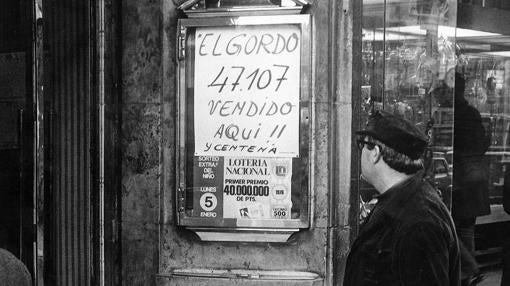 "EL GORDO
47.107
VENDIDO
AQUI !!
Y CENTENA"
SORTEO
EXTRA.
DEL
NIÑO
LUNES
5
ENERO
LOTERIA
NACIONAL
PRIMER PREMIO
40.000.000
DE PTS.
1976
500